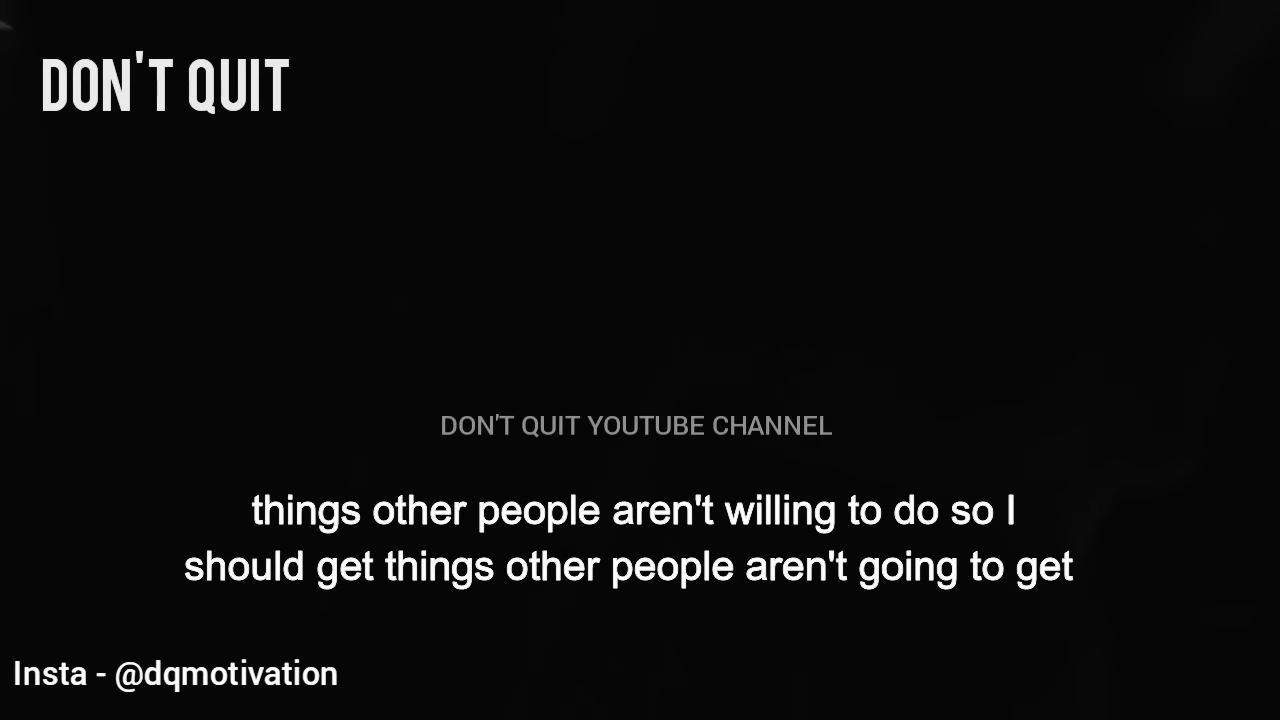 DON'T QUIT
DON'T QUIT YOUTUBE CHANNEL
things other people aren't willing to do so I
should get things other people aren't going to get
Insta - @dqmotivation